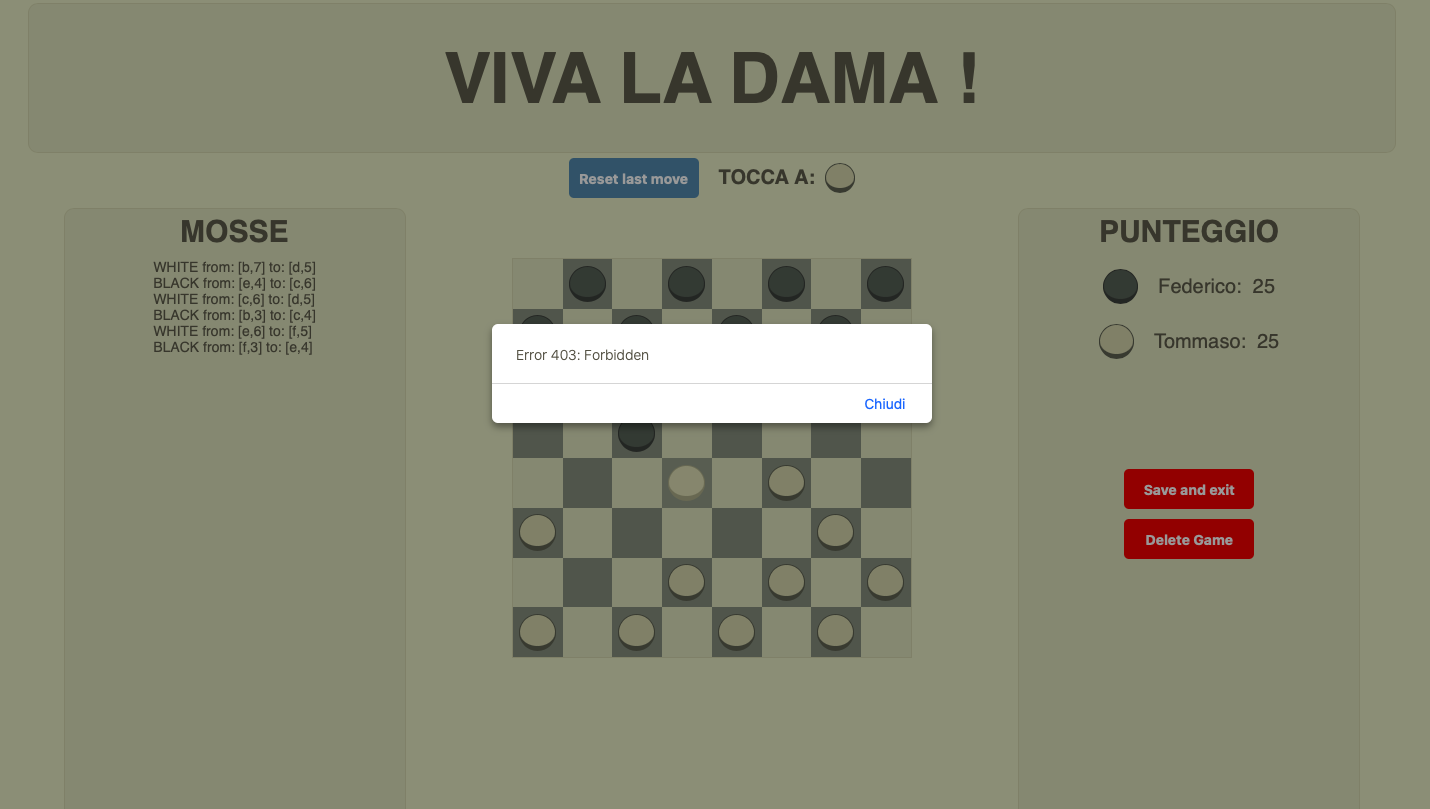 VIVA LA DAMA !
Reset last move
TOCCA A:
MOSSE
WHITE from: [b,7] to: [d,5]
BLACK from: [e,4] to: [c,6]
WHITE from: [c,6] to: [d,5]
BLACK from: [b,3] to: [c,4]
WHITE from: [e,6] to: [f,5]
BLACK from: [f,3] to: [e,4]
Error 403: Forbidden
Chiudi
PUNTEGGIO
Federico: 25
Tommaso: 25
Save and exit
Delete Game